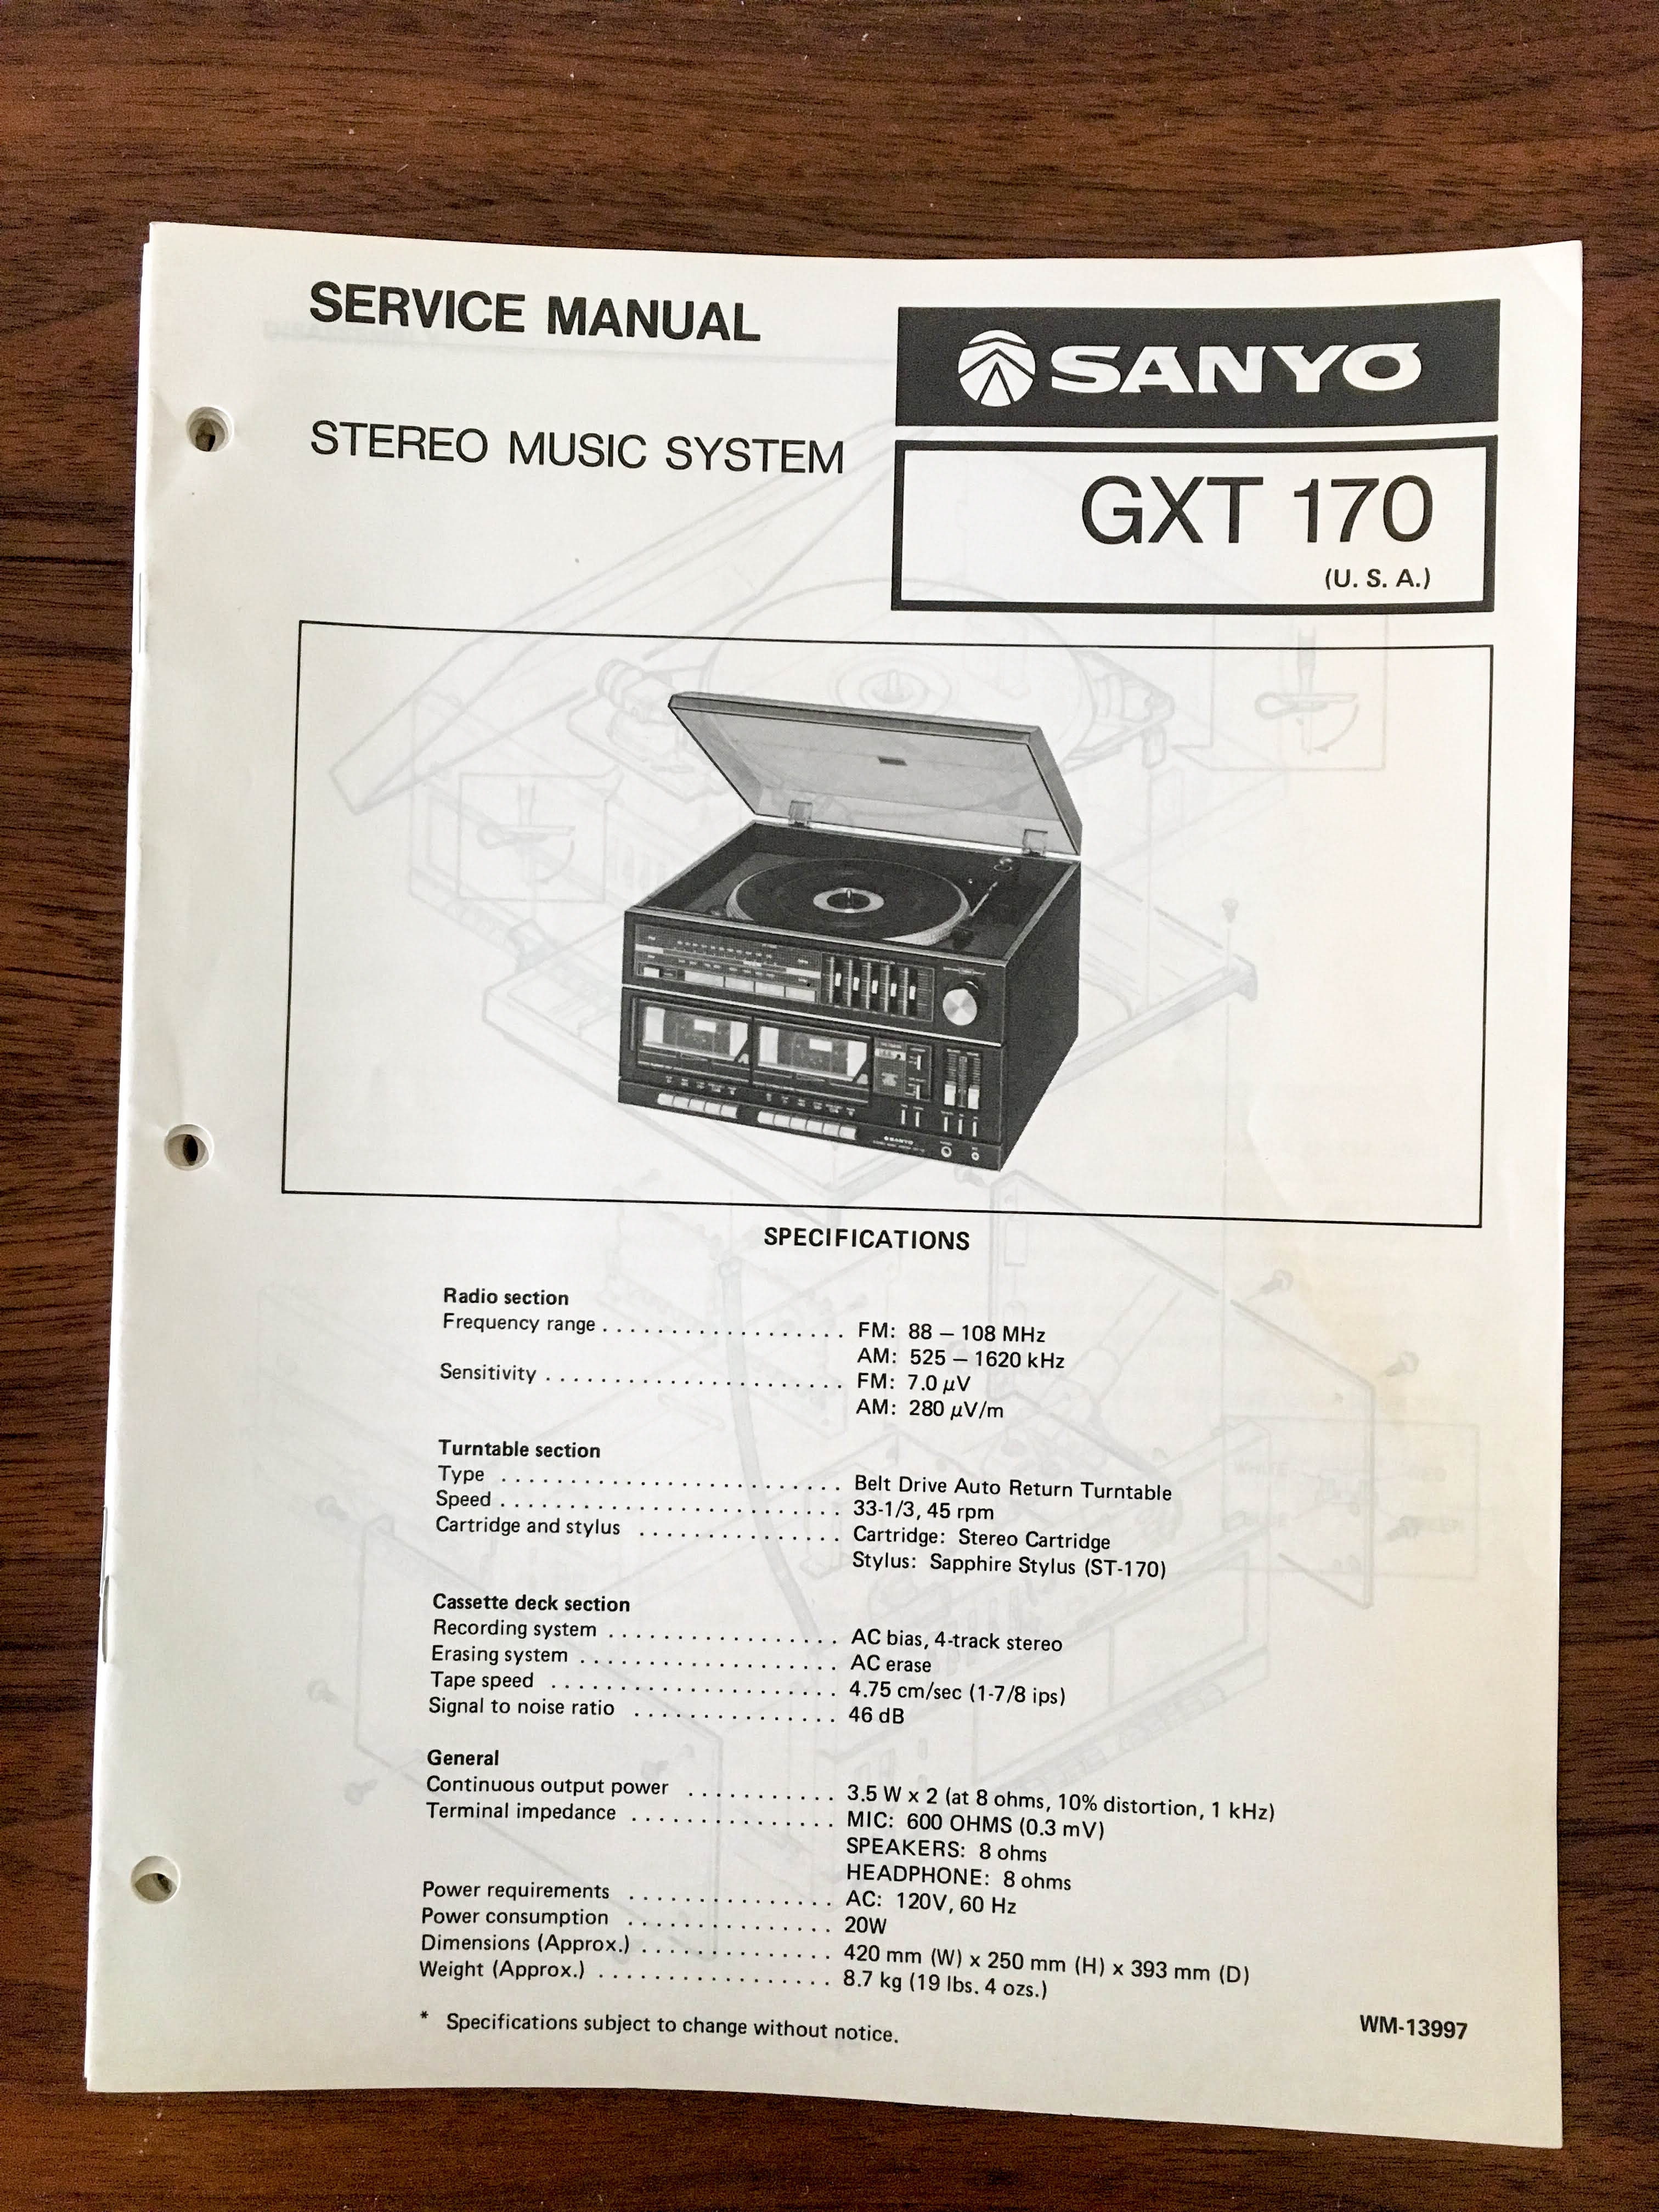 SERVICE MANUAL
SANYO
STEREO MUSIC SYSTEM
GXT 170
(U. S. A.)
SANYO
SPECIFICATIONS
Radio section
Frequency range . . . . . . . . . . . . . . . . . . FM: 88 – 108 MHz
AM: 525 – 1620 kHz
Sensitivity . . . . . . . . . . . . . . . . . . . . . . FM: 7.0 μV
AM: 280 μV/m
Turntable section
Type . . . . . . . . . . . . . . . . . . . . . . . . . Belt Drive Auto Return Turntable
Speed . . . . . . . . . . . . . . . . . . . . . . . . . 33-1/3, 45 rpm
Cartridge and stylus . . . . . . . . . . . . . . . Cartridge: Stereo Cartridge
Stylus: Sapphire Stylus (ST-170)
Cassette deck section
Recording system . . . . . . . . . . . . . . . . . AC bias, 4-track stereo
Erasing system . . . . . . . . . . . . . . . . . . . AC erase
Tape speed . . . . . . . . . . . . . . . . . . . . . 4.75 cm/sec (1-7/8 ips)
Signal to noise ratio . . . . . . . . . . . . . . . 46 dB
General
Continuous output power . . . . . . . . . . . 3.5 W x 2 (at 8 ohms, 10% distortion, 1 kHz)
Terminal impedance . . . . . . . . . . . . . . . MIC: 600 OHMS (0.3 mV)
SPEAKERS: 8 ohms
HEADPHONE: 8 ohms
Power requirements . . . . . . . . . . . . . . . AC: 120V, 60 Hz
Power consumption . . . . . . . . . . . . . . . 20W
Dimensions (Approx.) . . . . . . . . . . . . . . 420 mm (W) x 250 mm (H) x 393 mm (D)
Weight (Approx.) . . . . . . . . . . . . . . . . . 8.7 kg (19 lbs. 4 ozs.)
* Specifications subject to change without notice.
WM-13997